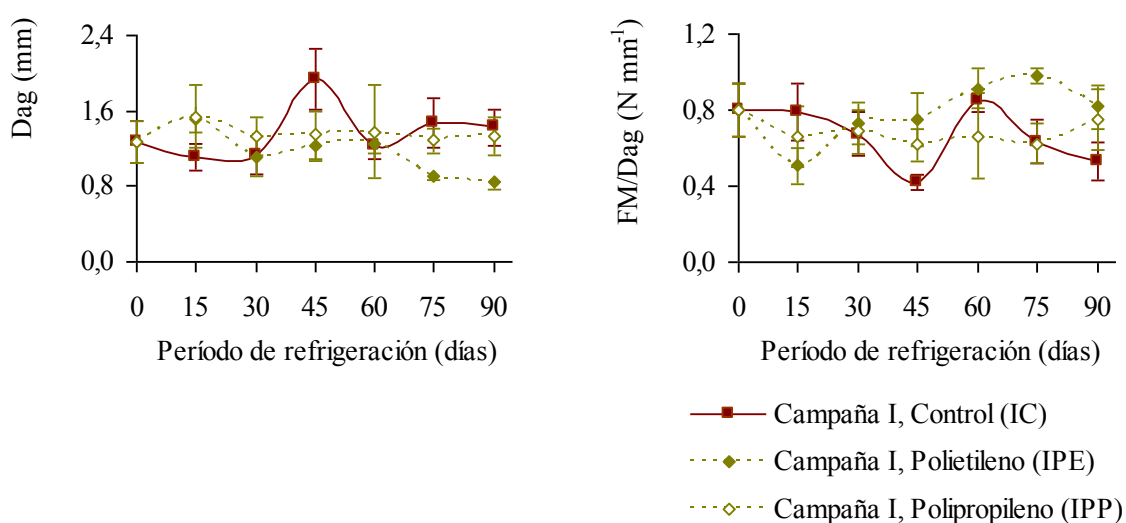 Dag (mm)
2,4
1,6
0,8
0,0
0 15 30 45 60 75 90
Período de refrigeración (días)
FM/Dag (N mm-1)
1,2
0,8
0,4
0,0
0 15 30 45 60 75 90
Período de refrigeración (días)
Campaña I, Control (IC)
Campaña I, Polietileno (IPE)
Campaña I, Polipropileno (IPP)